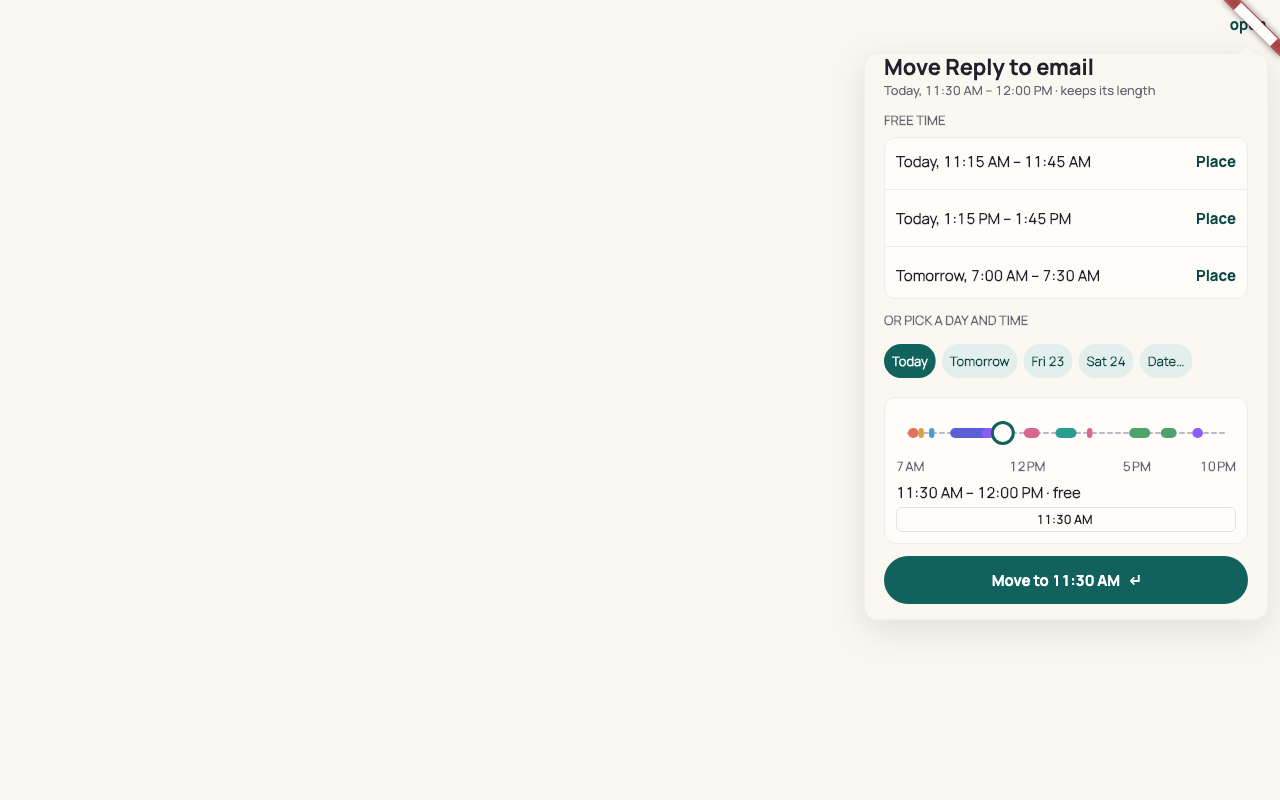 Move Reply to email
Today, 11:30 AM – 12:00 PM · keeps its length
FREE TIME
Today, 11:15 AM – 11:45 AM Place
Today, 1:15 PM – 1:45 PM Place
Tomorrow, 7:00 AM – 7:30 AM Place
OR PICK A DAY AND TIME
Today Tomorrow Fri 23 Sat 24 Date...
7 AM 12 PM 5 PM 10 PM
11:30 AM – 12:00 PM · free
11:30 AM
Move to 11:30 AM ↵